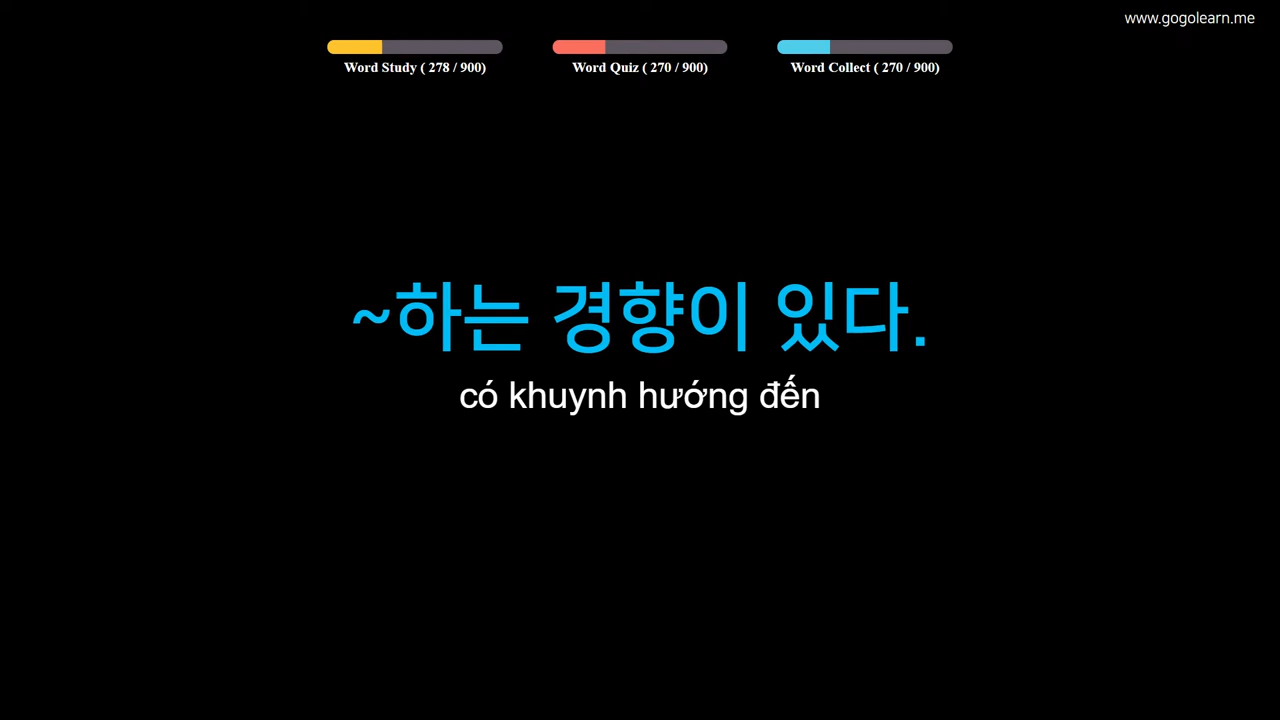 www.gogolearn.me
Word Study ( 278 / 900)
Word Quiz ( 270 / 900)
Word Collect ( 270 / 900)
~하는 경향이 있다.
có khuynh hướng đến